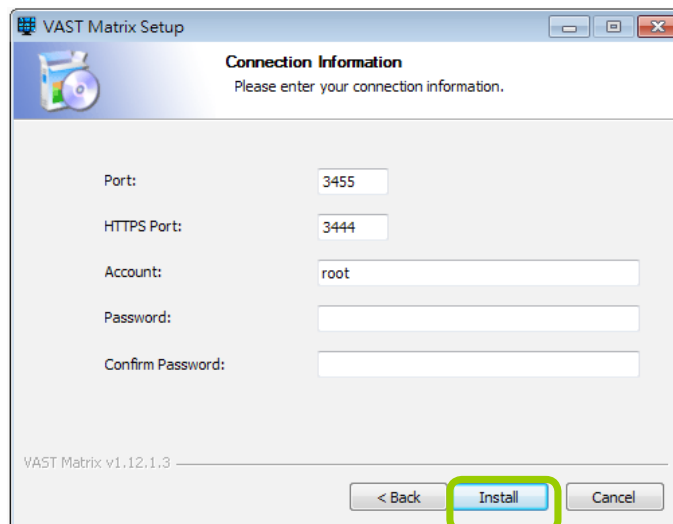 VAST Matrix Setup
Connection Information
Please enter your connection information.
Port:
3455
HTTPS Port:
3444
Account:
root
Password:
Confirm Password:
VAST Matrix v1.12.1.3
< Back
Install
Cancel